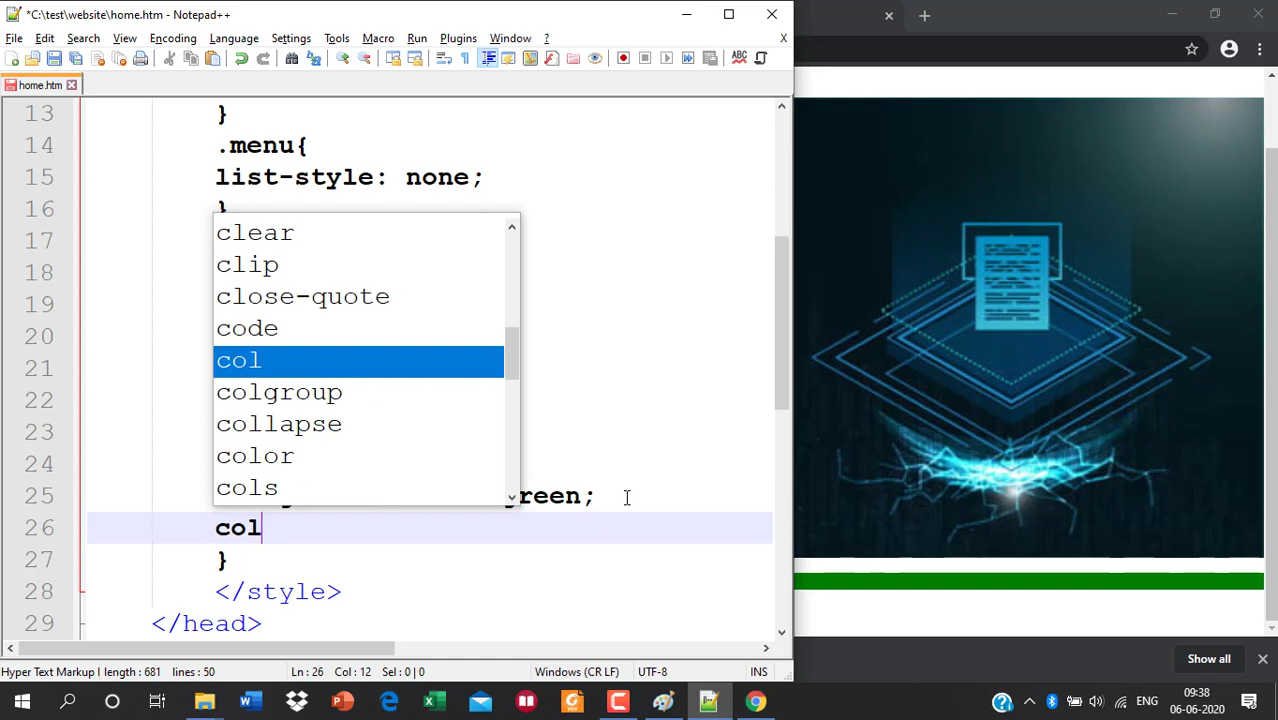 *C:\test\website\home.htm - Notepad++
File Edit Search View Encoding Language Settings Tools Macro Run Plugins Window ? X
ABC
home.htm
13 }
14 .menu{
15 list-style: none;
16 }
17 clear
18 clip
19 close-quote
20 code
21 col
22 colgroup
23 collapse
24 color
cols
25 reen;
26 col
27 }
28 </style>
29 </head>
Hyper Text Markup l length : 681 lines : 50 Ln : 26 Col : 12 Sel : 0 | 0 Windows (CR LF) UTF-8 INS
Show all
ENG
09:38
06-06-2020